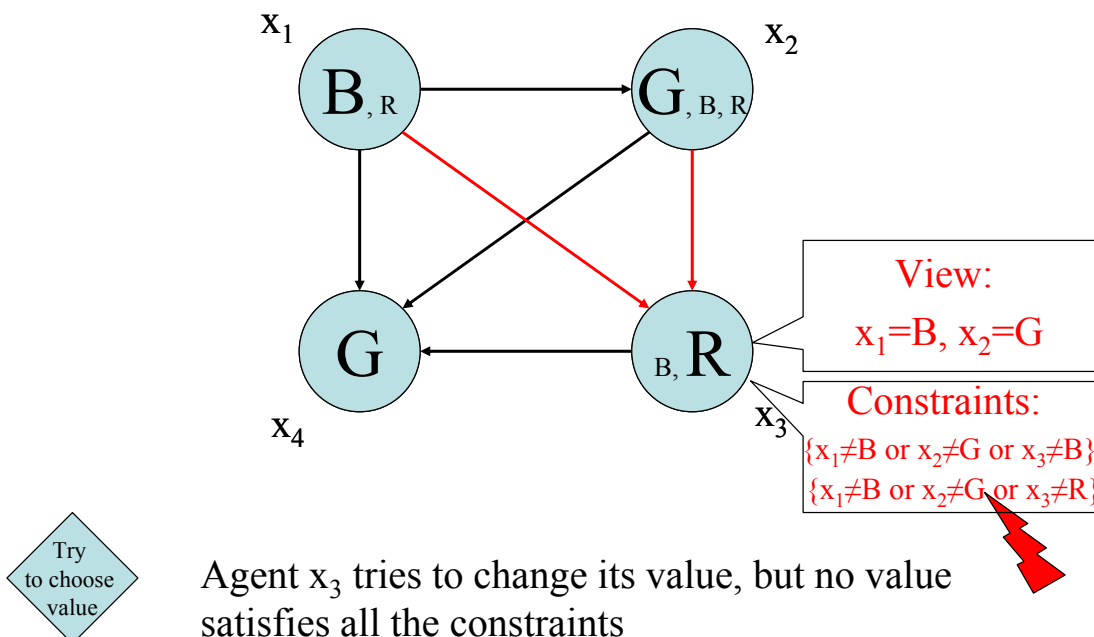 x₁
x₂
B, R
G, B, R
View:
x₁=B, x₂=G
G
B, R
x₄
x₃
Constraints:
{x₁≠B or x₂≠G or x₃≠B}
{x₁≠B or x₂≠G or x₃≠R}
Try
to choose
value
Agent x₃ tries to change its value, but no value
satisfies all the constraints